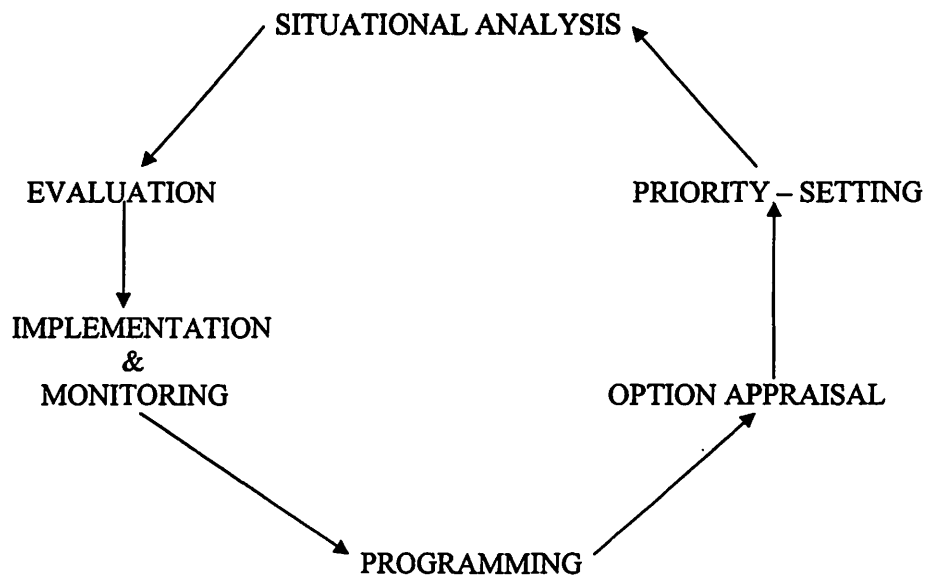 SITUATIONAL ANALYSIS
EVALUATION
PRIORITY – SETTING
IMPLEMENTATION
&
MONITORING
OPTION APPRAISAL
PROGRAMMING